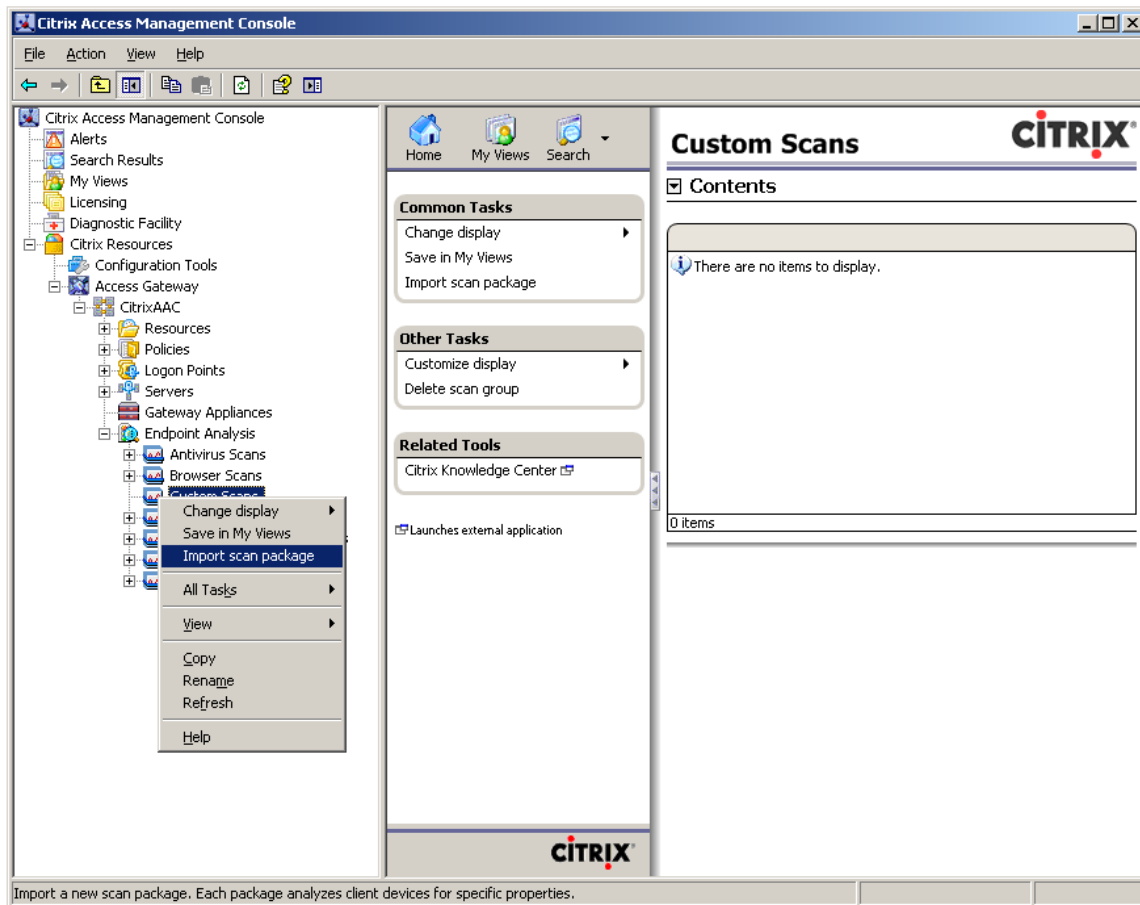 Citrix Access Management Console
File Action View Help
Citrix Access Management Console
Alerts
Search Results
My Views
Licensing
Diagnostic Facility
Citrix Resources
Configuration Tools
Access Gateway
CitrixAAC
Resources
Policies
Logon Points
Servers
Gateway Appliances
Endpoint Analysis
Antivirus Scans
Browser Scans
Custom Scans
Change display
Save in My Views
Import scan package
All Tasks
View
Copy
Rename
Refresh
Help
Home My Views Search
Common Tasks
Change display
Save in My Views
Import scan package
Other Tasks
Customize display
Delete scan group
Related Tools
Citrix Knowledge Center
Launches external application
CITRIX
Custom Scans
CITRIX
Contents
There are no items to display.
0 items
Import a new scan package. Each package analyzes client devices for specific properties.